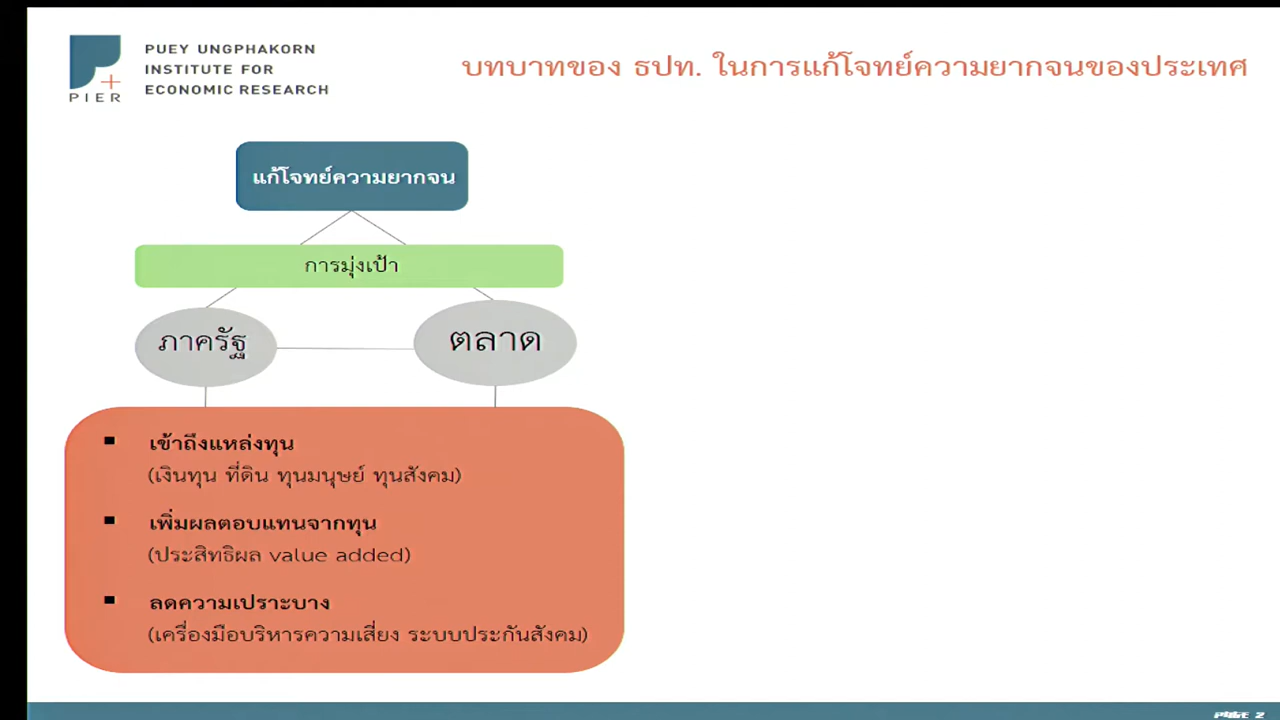 PUEY UNGPHAKORN
INSTITUTE FOR
ECONOMIC RESEARCH
PIER
บทบาทของ ธปท. ในการแก้โจทย์ความยากจนของประเทศ
แก้โจทย์ความยากจน
การมุ่งเป้า
ภาครัฐ
ตลาด
▪ เข้าถึงแหล่งทุน
(เงินทุน ที่ดิน ทุนมนุษย์ ทุนสังคม)
▪ เพิ่มผลตอบแทนจากทุน
(ประสิทธิผล value added)
▪ ลดความเปราะบาง
(เครื่องมือบริหารความเสี่ยง ระบบประกันสังคม)
PAGE 2